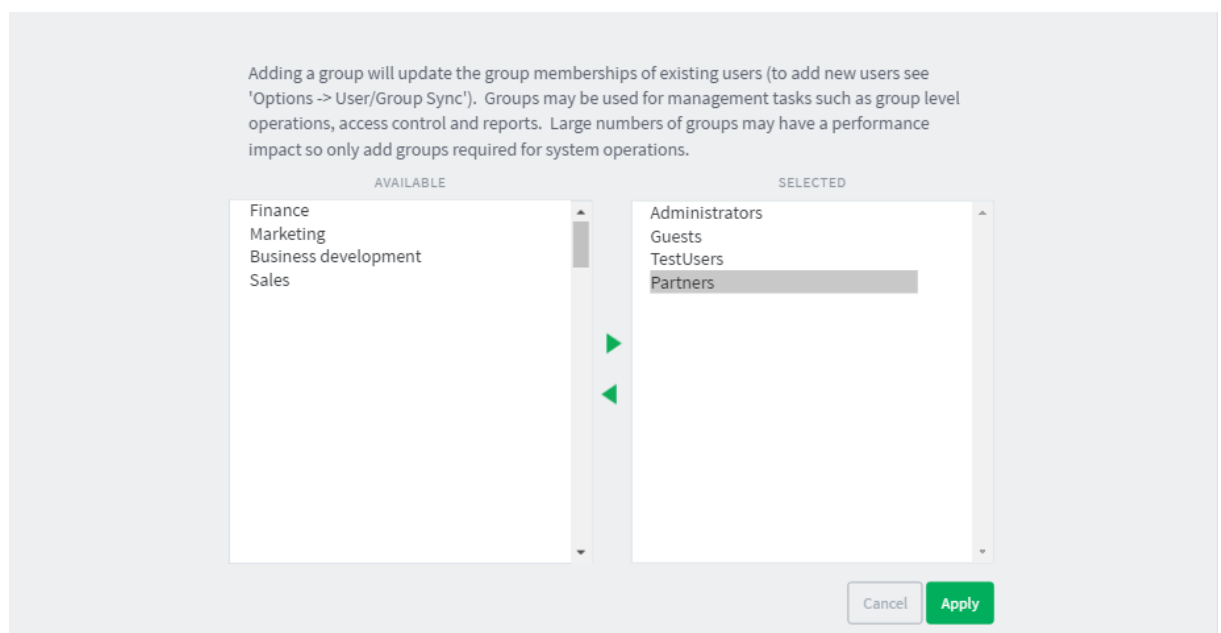 Adding a group will update the group memberships of existing users (to add new users see
'Options -> User/Group Sync').  Groups may be used for management tasks such as group level
operations, access control and reports.  Large numbers of groups may have a performance
impact so only add groups required for system operations.
AVAILABLE
Finance
Marketing
Business development
Sales
SELECTED
Administrators
Guests
TestUsers
Partners
Cancel
Apply